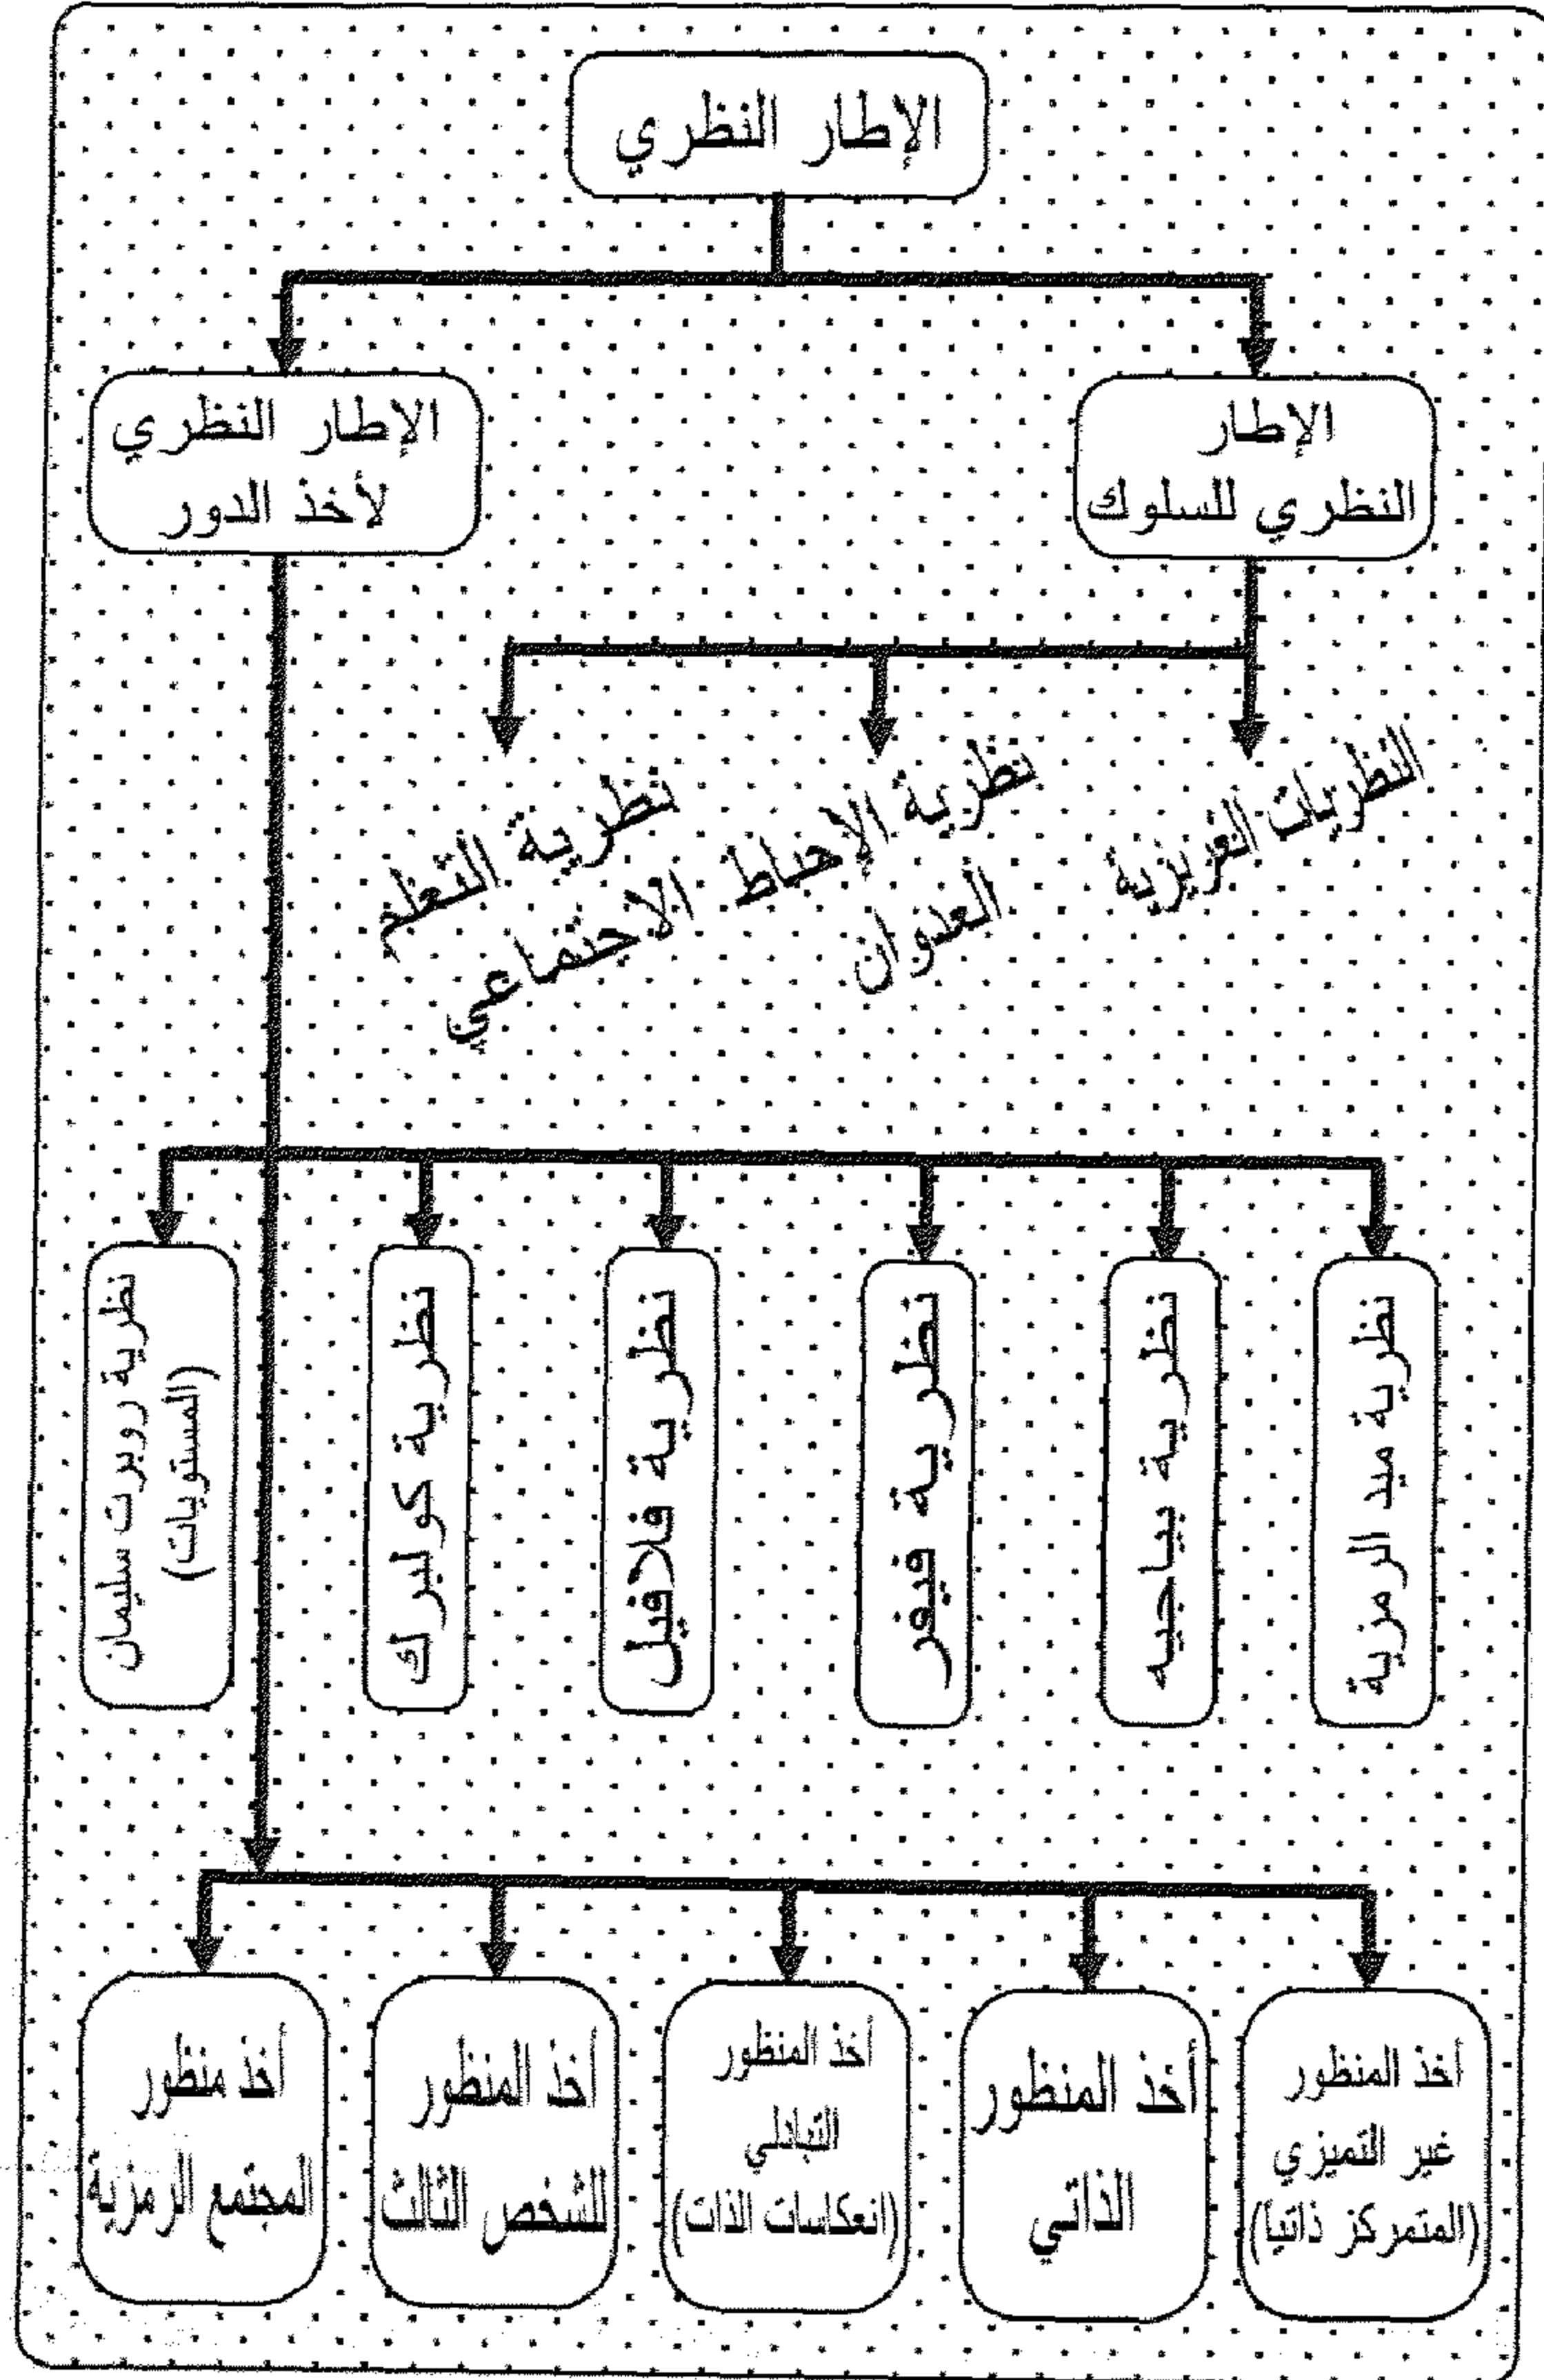 الإطار النظري
الإطار
النظري للسلوك
الإطار النظري
لأخذ الدور
النظريات الغريزية
نظرية الإحباط
العدوان
نظرية التعلم
الاجتماعي
نظرية ميد الرمزية
نظرية بياجيه
نظرية فيفر
نظرية فلافيل
نظرية كولبرك
نظرية روبرت سليمان
(المستويات)
أخذ المنظور
غير التميزي
(المتمركز ذاتيا)
أخذ المنظور
الذاتي
أخذ المنظور
التبادلي
(انعكاسات الذات)
أخذ المنظور
للشخص الثالث
أخذ منظور
المجتمع الرمزية